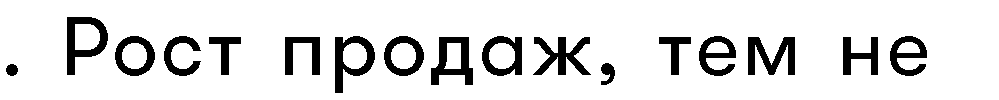 . Рост продаж, тем не